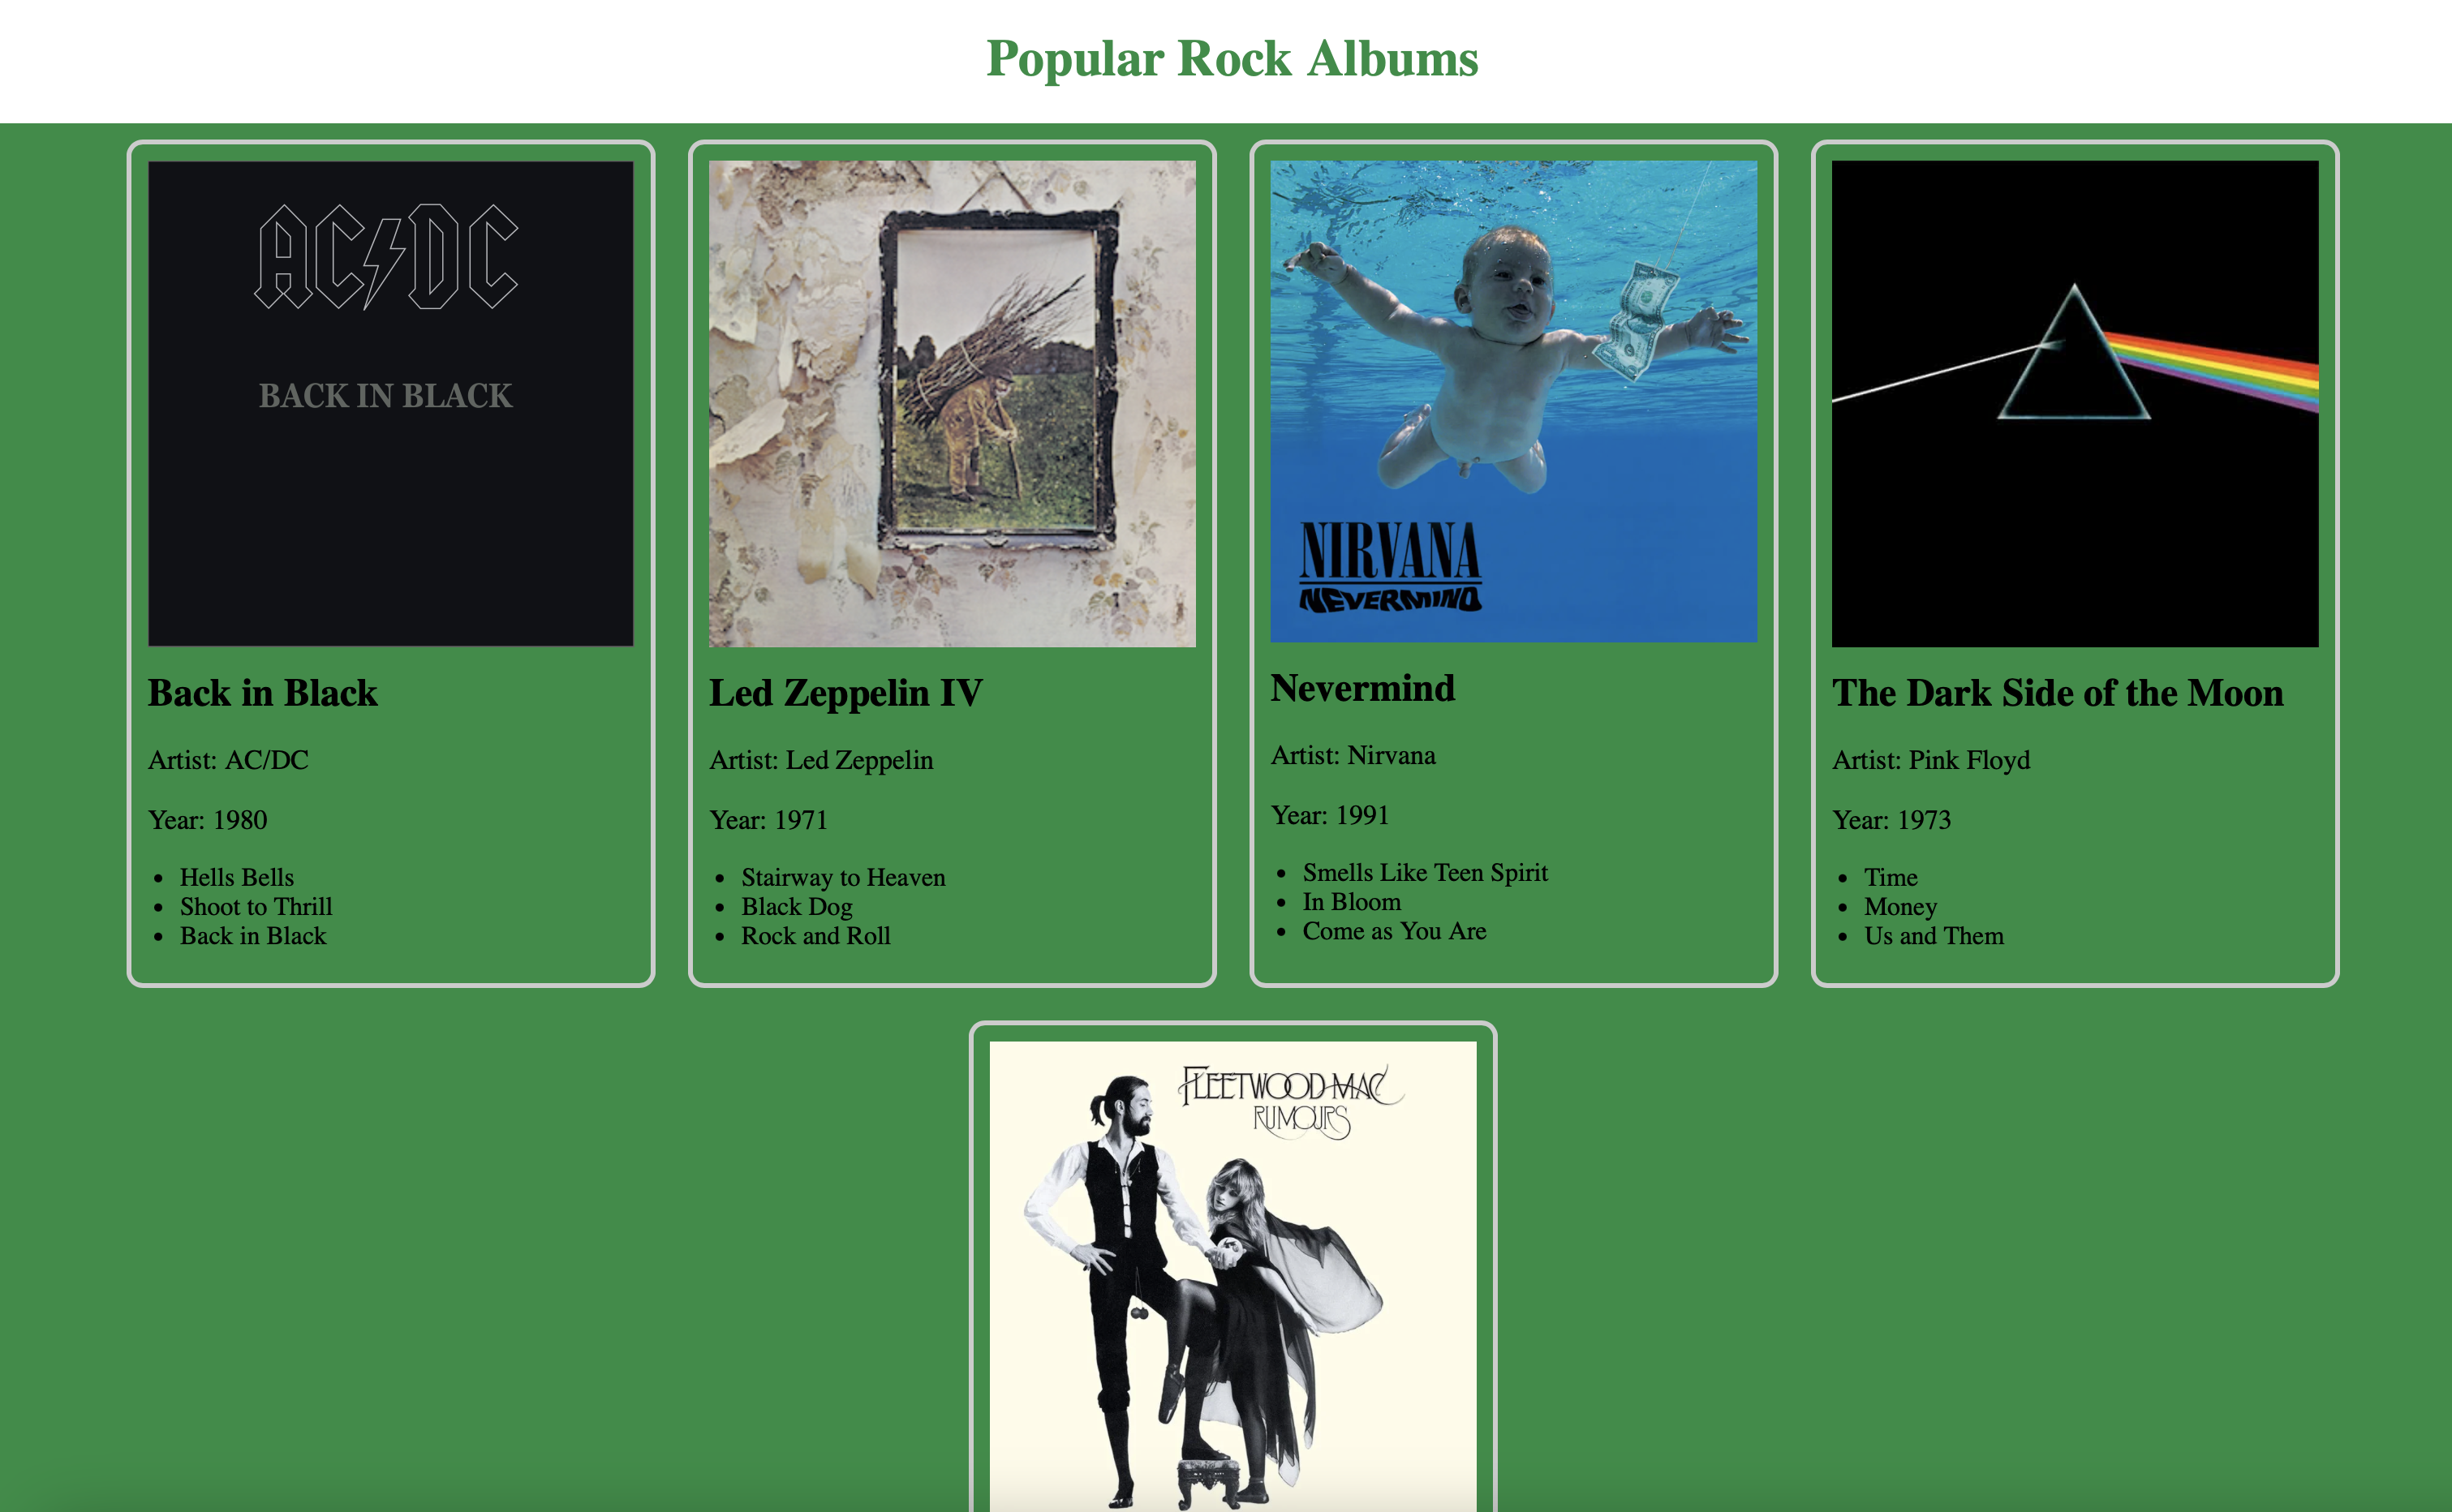 Popular Rock Albums
AC/DC
BACK IN BLACK
Back in Black
Artist: AC/DC
Year: 1980
Hells Bells
Shoot to Thrill
Back in Black
Led Zeppelin IV
Artist: Led Zeppelin
Year: 1971
Stairway to Heaven
Black Dog
Rock and Roll
NIRVANA
NEVERMIND
Nevermind
Artist: Nirvana
Year: 1991
Smells Like Teen Spirit
In Bloom
Come as You Are
The Dark Side of the Moon
Artist: Pink Floyd
Year: 1973
Time
Money
Us and Them
FLEETWOOD MAC
RUMOURS